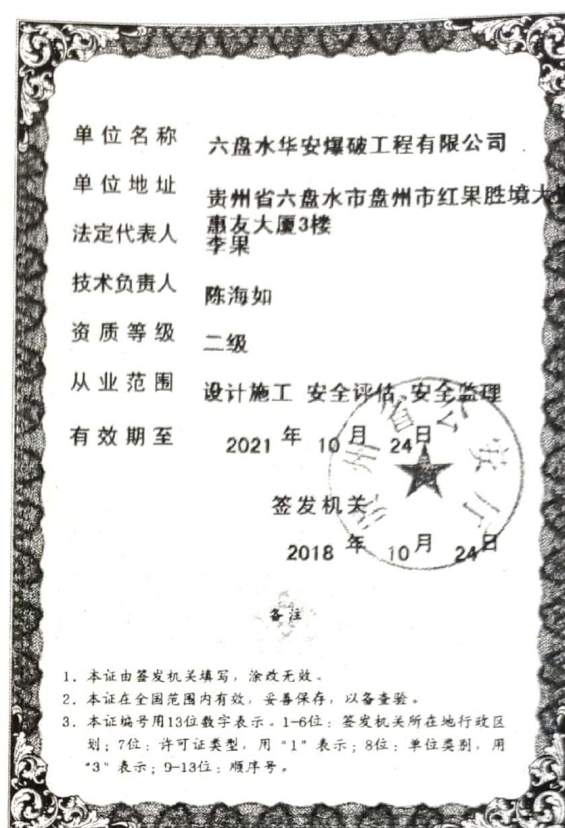 单位名称 六盘水华安爆破工程有限公司
单位地址 贵州省六盘水市盘州市红果胜境大
惠友大厦3楼
法定代表人 李果
技术负责人 陈海如
资质等级 二级
从业范围 设计施工 安全评估、安全监理
有效期至 2021 年 10 月 24 日
贵州省公安厅
签发机关
2018 年 10 月 24 日
备注
1. 本证由签发机关填写，涂改无效。
2. 本证在全国范围内有效，妥善保存，以备查验。
3. 本证编号用13位数字表示。1-6位：签发机关所在地行政区
划；7位：许可证类型，用“1”表示；8位：单位类别，用
“3”表示；9-13位：顺序号。